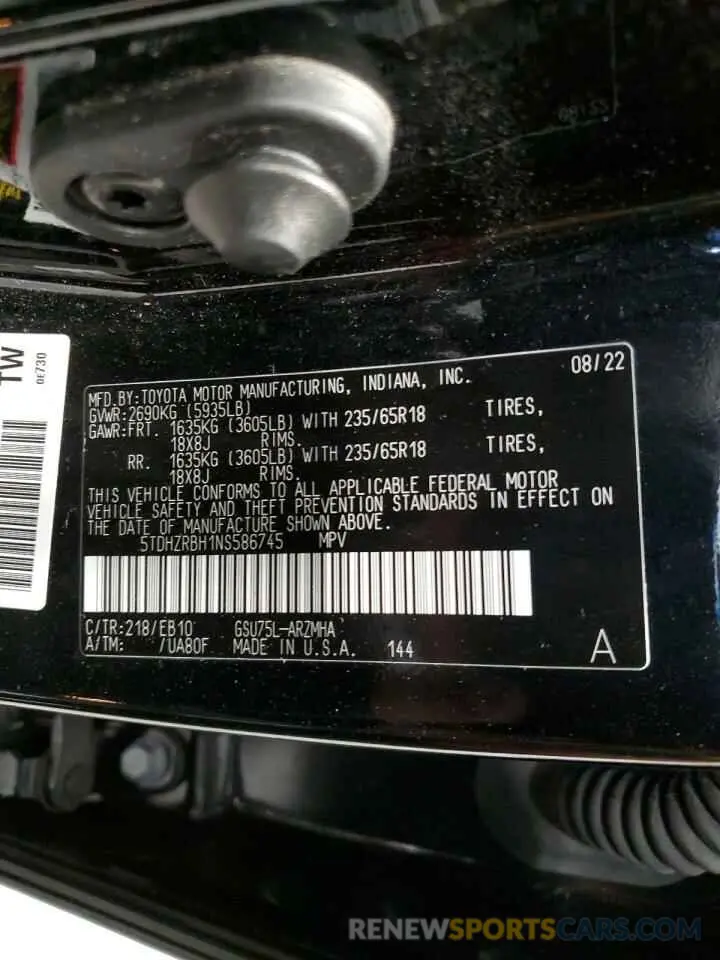 08153
TW
0E730
MFD.BY:TOYOTA MOTOR MANUFACTURING, INDIANA, INC. 08/22
GVWR:2690KG (5935LB)
GAWR:FRT. 1635KG (3605LB) WITH 235/65R18 TIRES,
18X8J RIMS.
RR. 1635KG (3605LB) WITH 235/65R18 TIRES,
18X8J RIMS.
THIS VEHICLE CONFORMS TO ALL APPLICABLE FEDERAL MOTOR
VEHICLE SAFETY AND THEFT PREVENTION STANDARDS IN EFFECT ON
THE DATE OF MANUFACTURE SHOWN ABOVE.
5TDHZRBH1NS586745 MPV
C/TR:218/EB10 GSU75L-ARZMHA
A/TM: /UA80F MADE IN U.S.A. 144 A
RENEWSPORTSCARS.COM